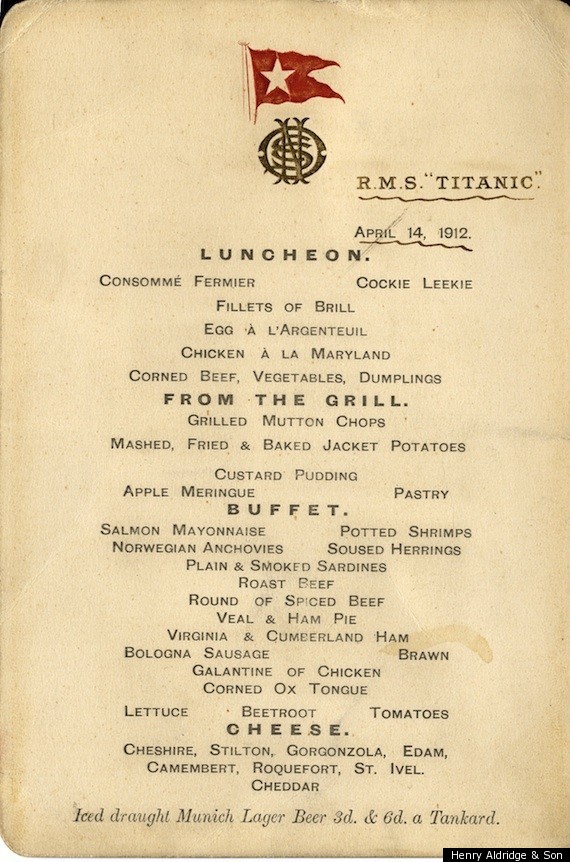 R.M.S. "TITANIC".
APRIL 14, 1912.
LUNCHEON.
CONSOMMÉ FERMIER COCKIE LEEKIE
FILLETS OF BRILL
EGG À L'ARGENTEUIL
CHICKEN À LA MARYLAND
CORNED BEEF, VEGETABLES, DUMPLINGS
FROM THE GRILL.
GRILLED MUTTON CHOPS
MASHED, FRIED & BAKED JACKET POTATOES
CUSTARD PUDDING
APPLE MERINGUE PASTRY
BUFFET.
SALMON MAYONNAISE POTTED SHRIMPS
NORWEGIAN ANCHOVIES SOUSED HERRINGS
PLAIN & SMOKED SARDINES
ROAST BEEF
ROUND OF SPICED BEEF
VEAL & HAM PIE
VIRGINIA & CUMBERLAND HAM
BOLOGNA SAUSAGE BRAWN
GALANTINE OF CHICKEN
CORNED OX TONGUE
LETTUCE BEETROOT TOMATOES
CHEESE.
CHESHIRE, STILTON, GORGONZOLA, EDAM,
CAMEMBERT, ROQUEFORT, ST. IVEL.
CHEDDAR
Iced draught Munich Lager Beer 3d. & 6d. a Tankard.
Henry Aldridge & Son